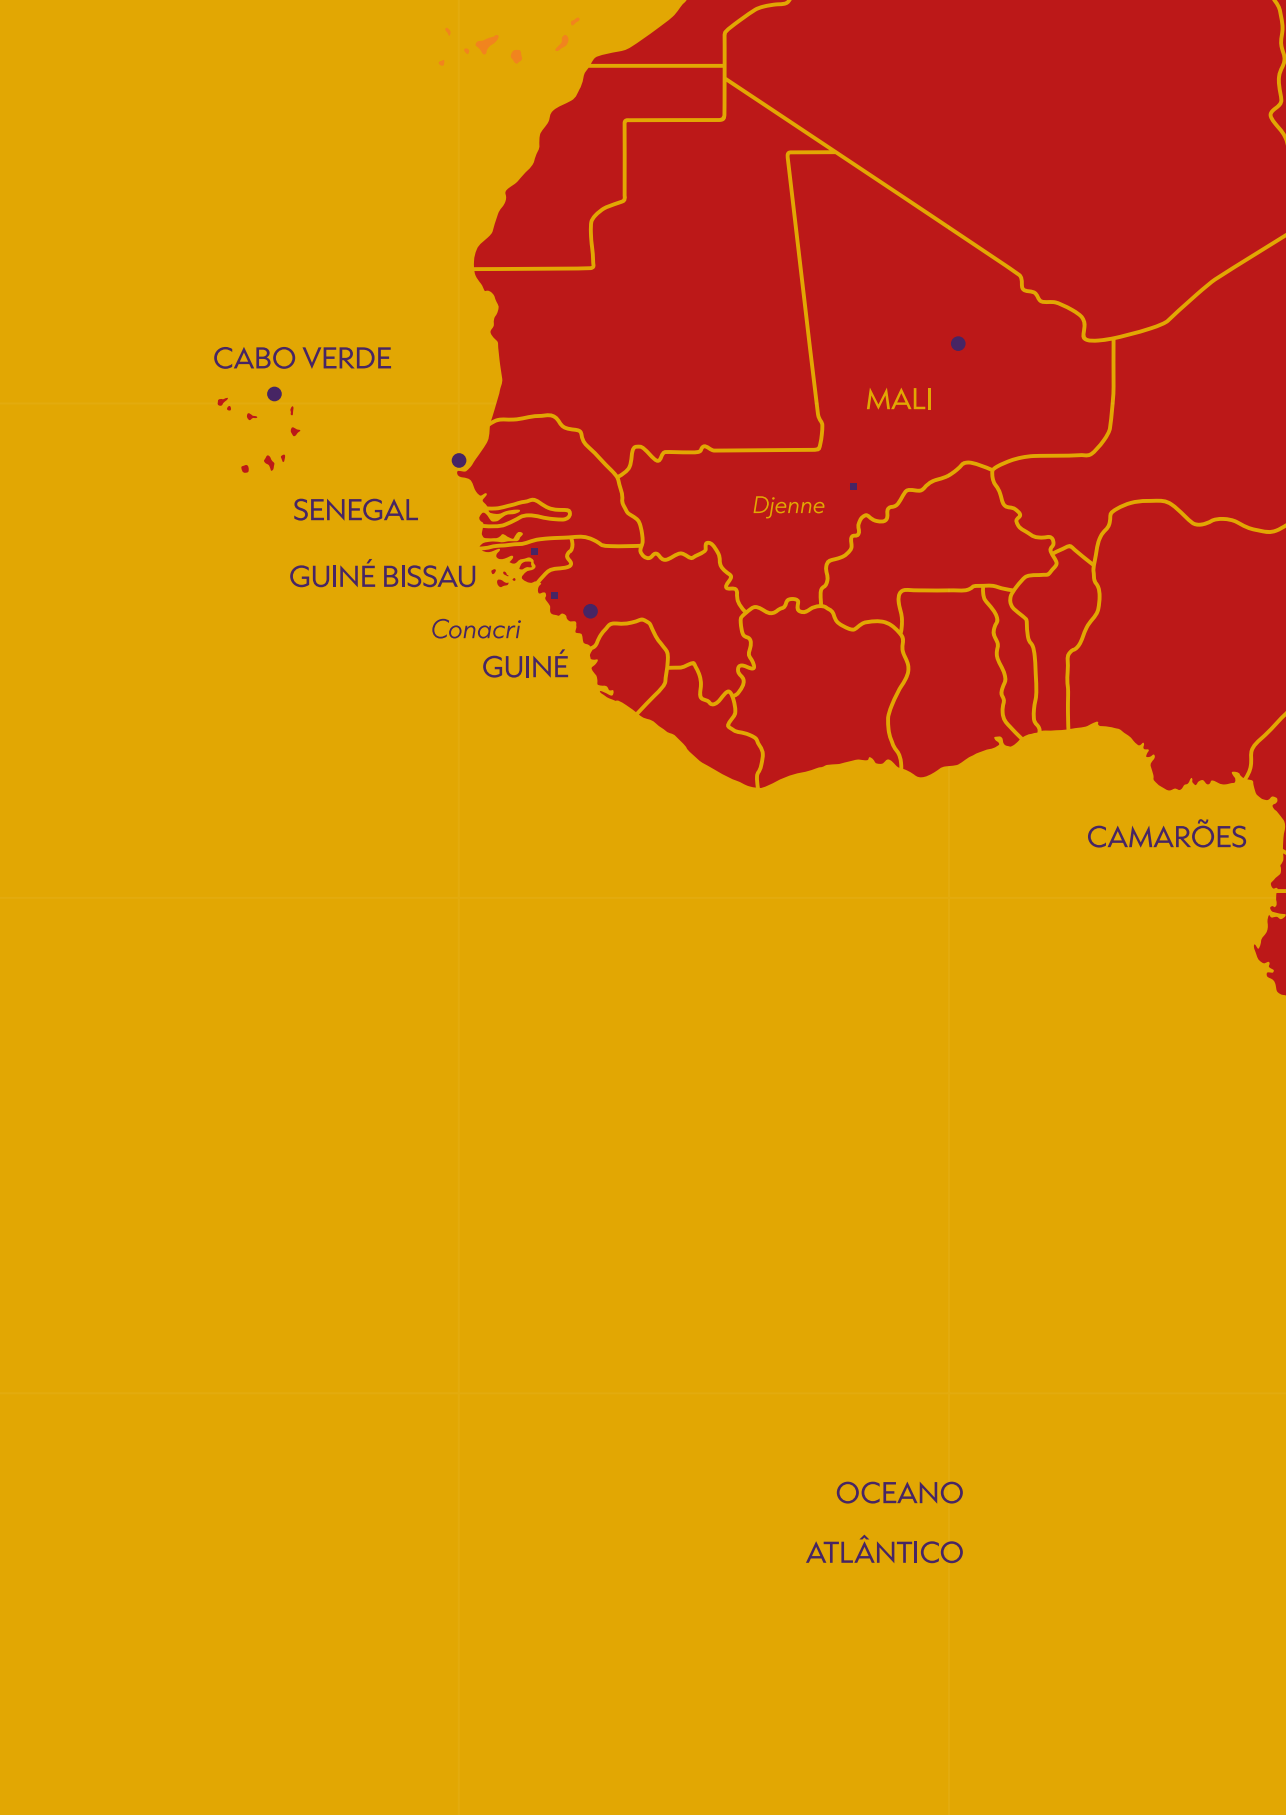 CABO VERDE
MALI
Djenne
SENEGAL
GUINÉ BISSAU
Conacri
GUINÉ
CAMARÕES
OCEANO
ATLÂNTICO